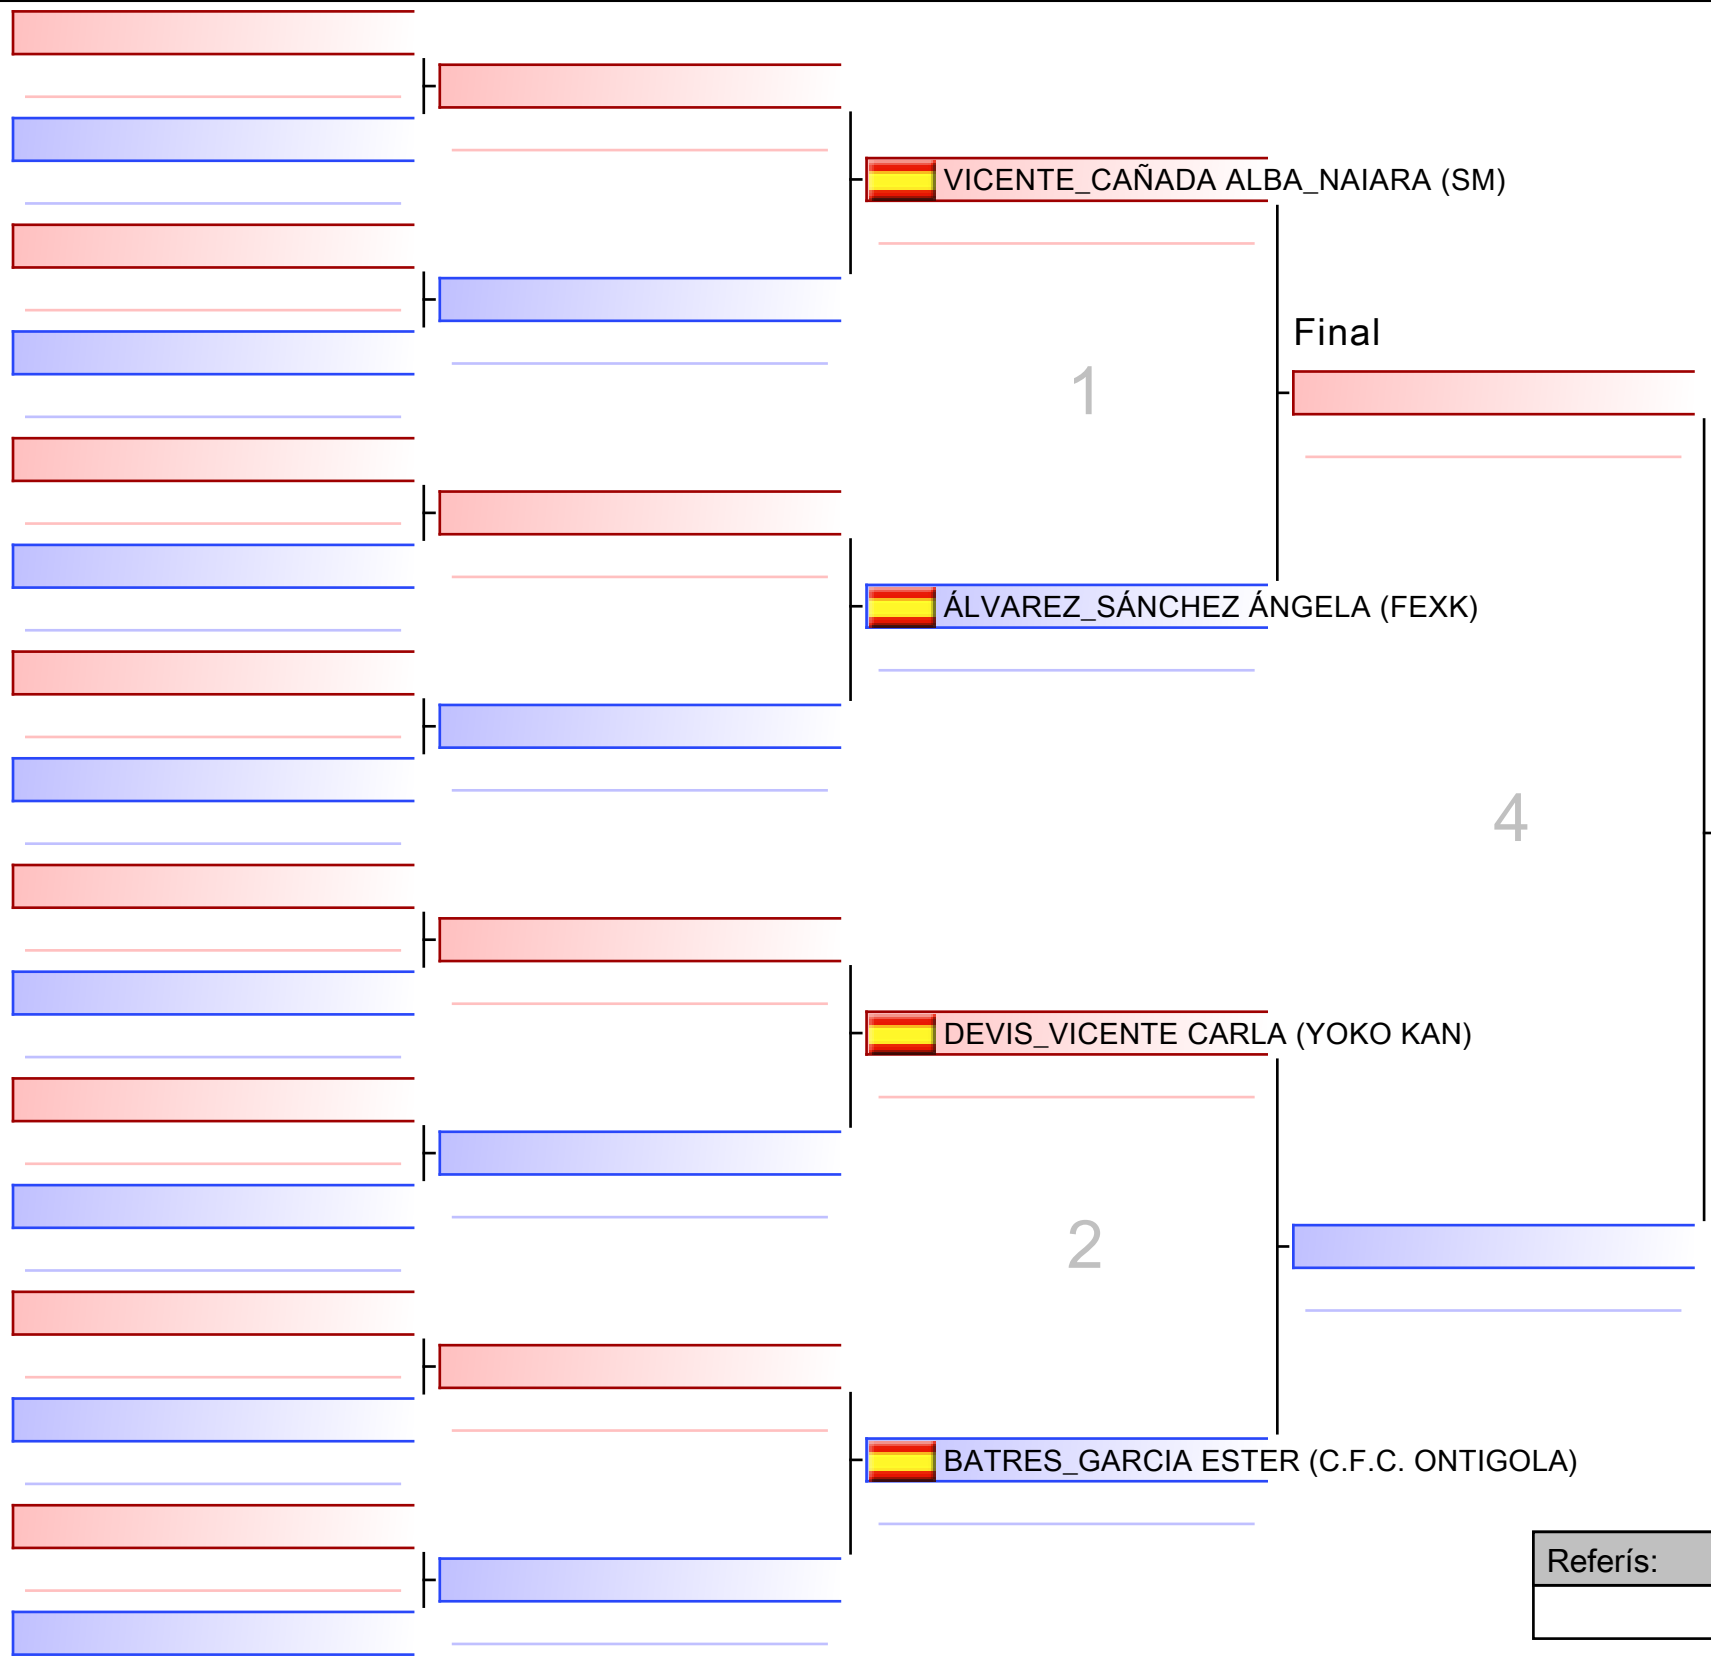 VICENTE_CAÑADA ALBA_NAIARA (SM)
Final
1
ÁLVAREZ_SÁNCHEZ ÁNGELA (FEXK)
4
DEVIS_VICENTE CARLA (YOKO KAN)
2
BATRES_GARCIA ESTER (C.F.C. ONTIGOLA)
Referís: